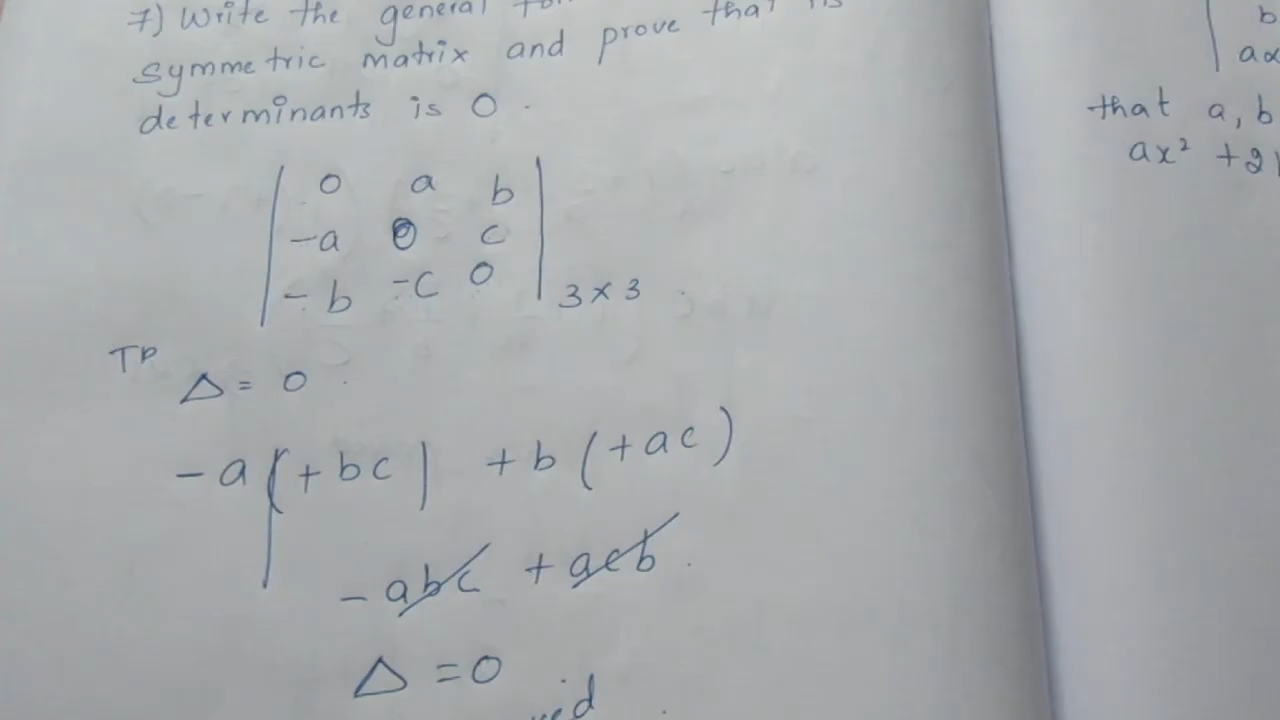 7) Write the general
symmetric matrix and prove that its
determinants is 0.
0 a b
-a 0 c
-b -c 0
3×3
TP
Δ = 0.
-a(+bc) +b(+ac)
-abc + acb.
Δ = 0
b
that a, b
ax² + 2